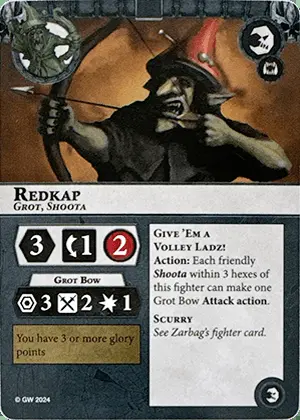 REDKAP
GROT, SHOOTA
3 1 2
GROT BOW
3 2 1
You have 3 or more glory
points
GIVE 'EM A
VOLLEY LADZ!
Action: Each friendly
Shoota within 3 hexes of
this fighter can make one
Grot Bow Attack action.
SCURRY
See Zarbag's fighter card.
© GW 2024